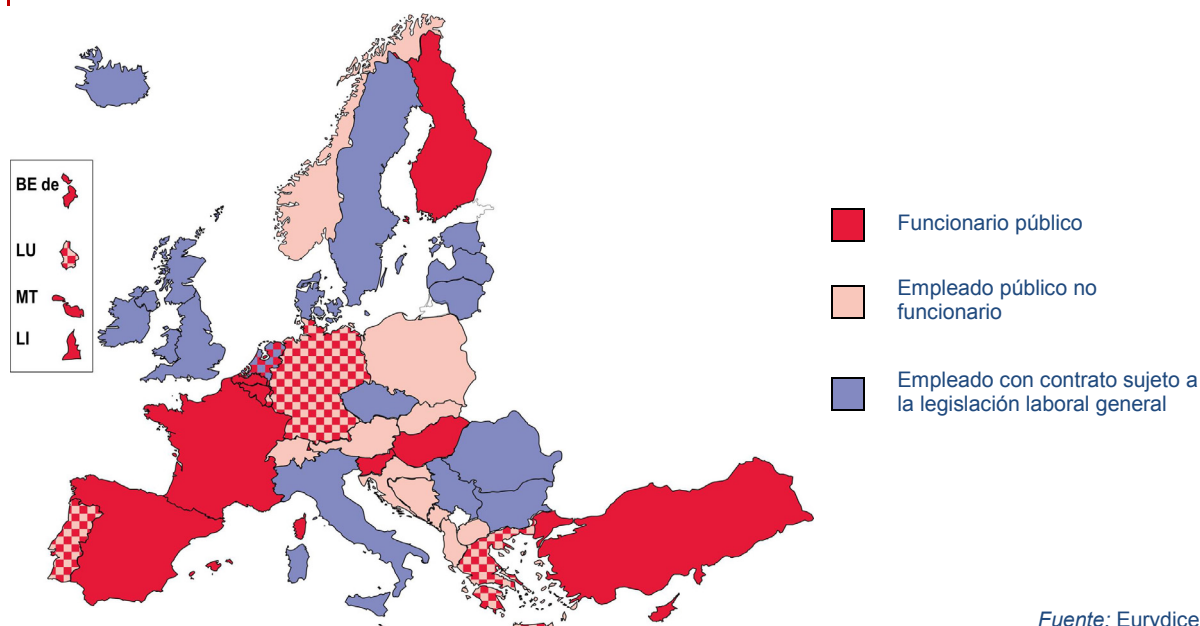 BE de
LU
MT
LI
Funcionario público
Empleado público no
funcionario
Empleado con contrato sujeto a
la legislación laboral general
Fuente: Eurydice